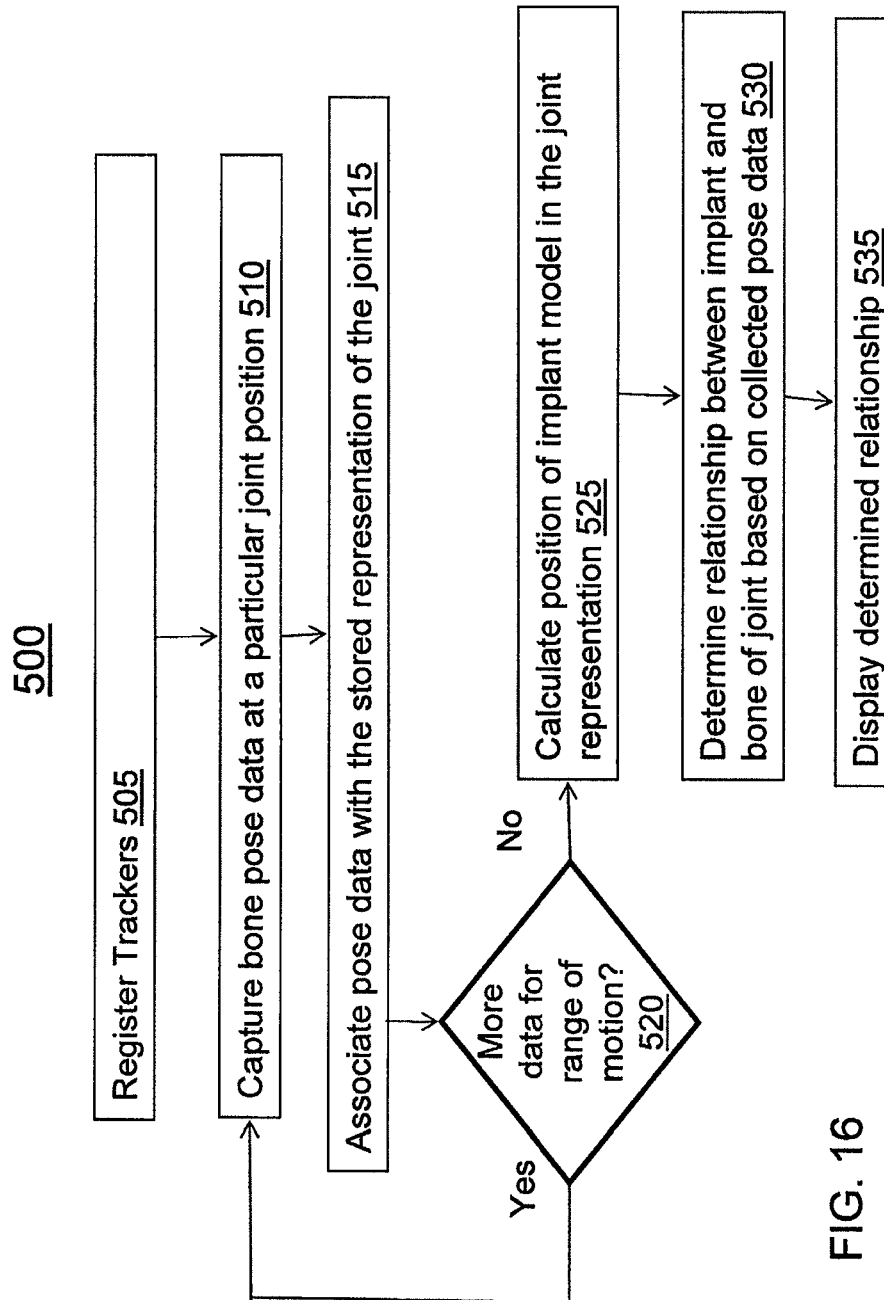 500
Register Trackers 505
Capture bone pose data at a particular joint position 510
Associate pose data with the stored representation of the joint 515
More
data for
range of
motion?
520
Yes
No
Calculate position of implant model in the joint
representation 525
Determine relationship between implant and
bone of joint based on collected pose data 530
Display determined relationship 535
FIG. 16